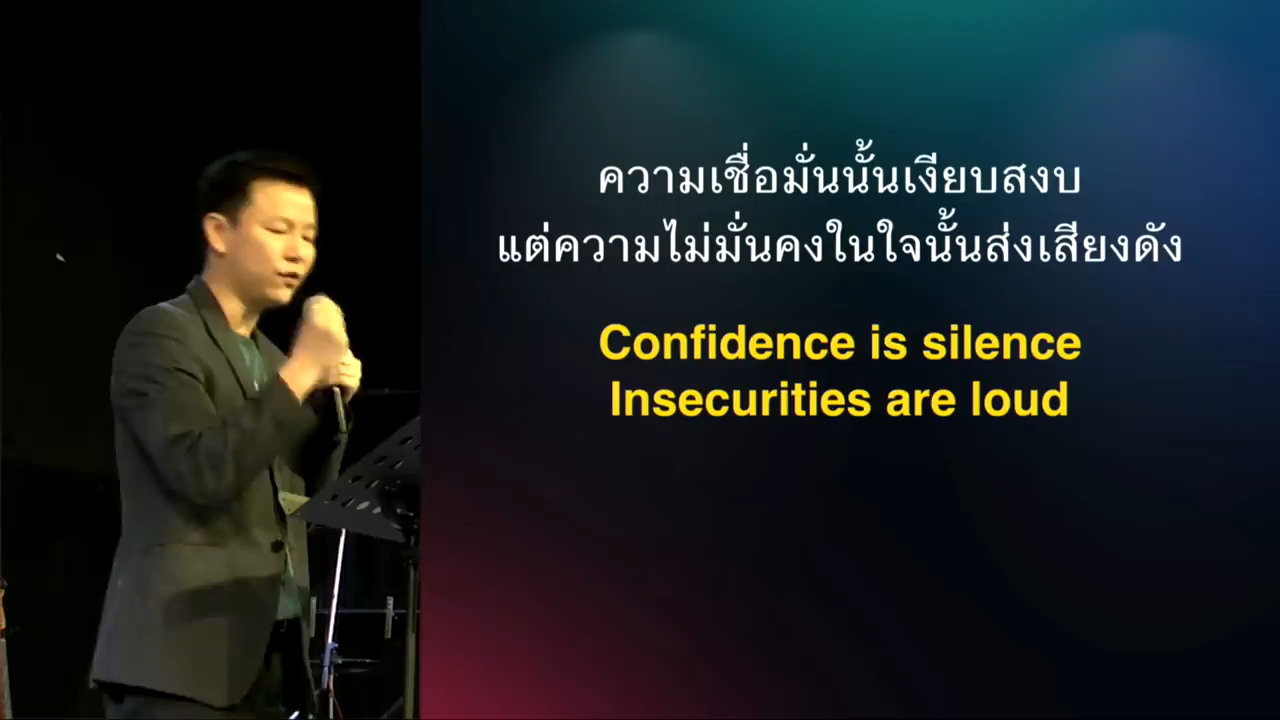 ความเชื่อมั่นนั้นเงียบสงบ
แต่ความไม่มั่นคงในใจนั้นส่งเสียงดัง
Confidence is silence
Insecurities are loud